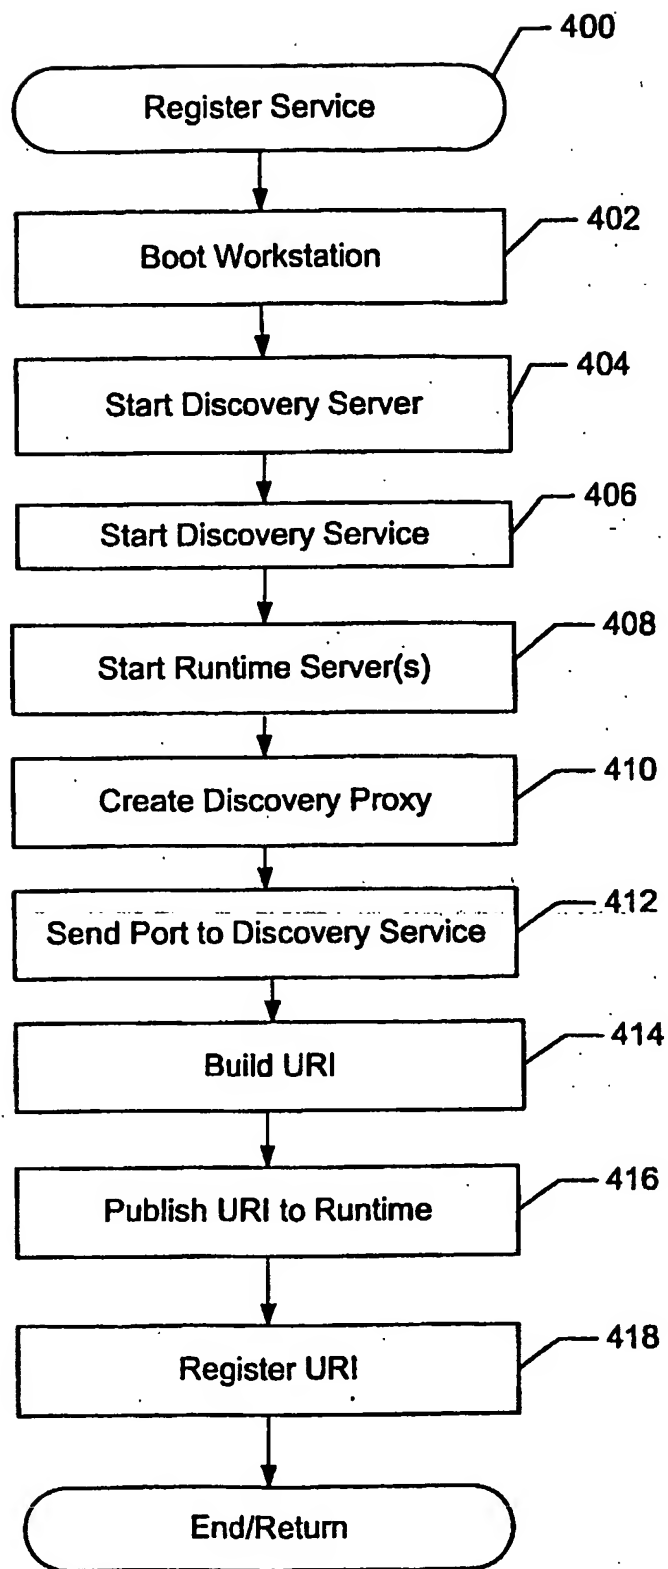 400
Register Service
402
Boot Workstation
404
Start Discovery Server
406
Start Discovery Service
408
Start Runtime Server(s)
410
Create Discovery Proxy
412
Send Port to Discovery Service
414
Build URI
416
Publish URI to Runtime
418
Register URI
End/Return